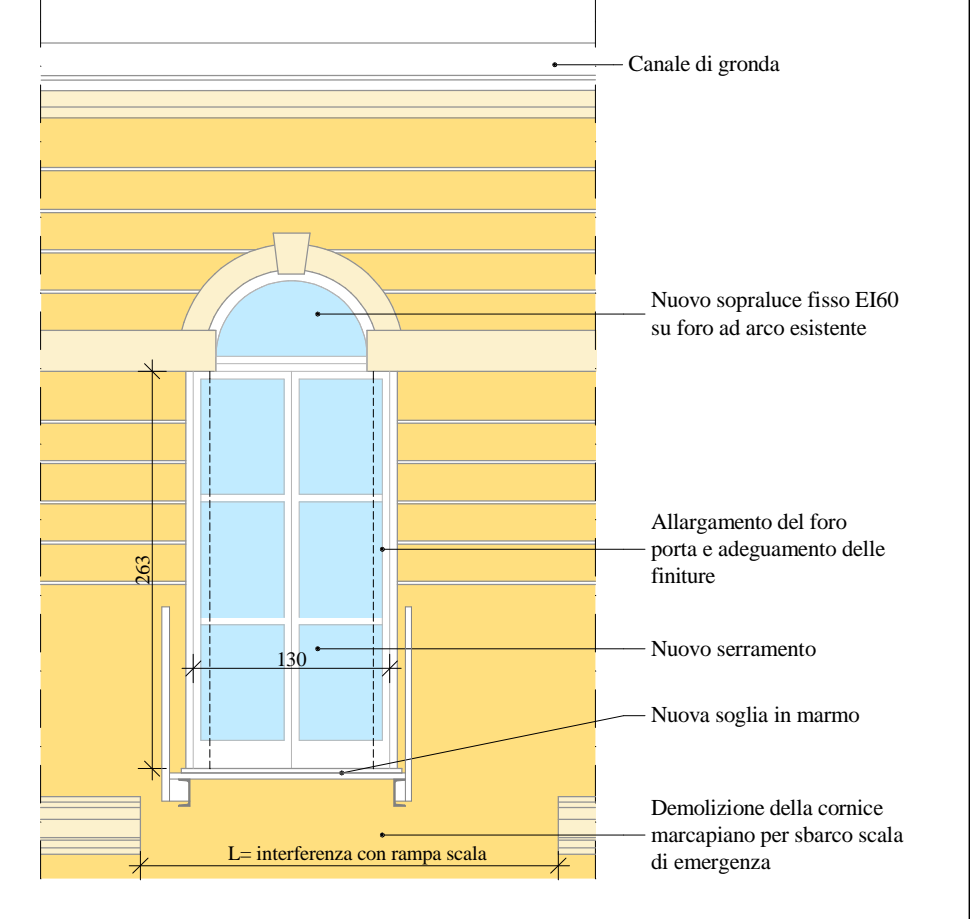 Canale di gronda
Nuovo sopraluce fisso EI60
su foro ad arco esistente
Allargamento del foro
porta e adeguamento delle
finiture
263
Nuovo serramento
130
Nuova soglia in marmo
Demolizione della cornice
marcapiano per sbarco scala
di emergenza
L= interferenza con rampa scala